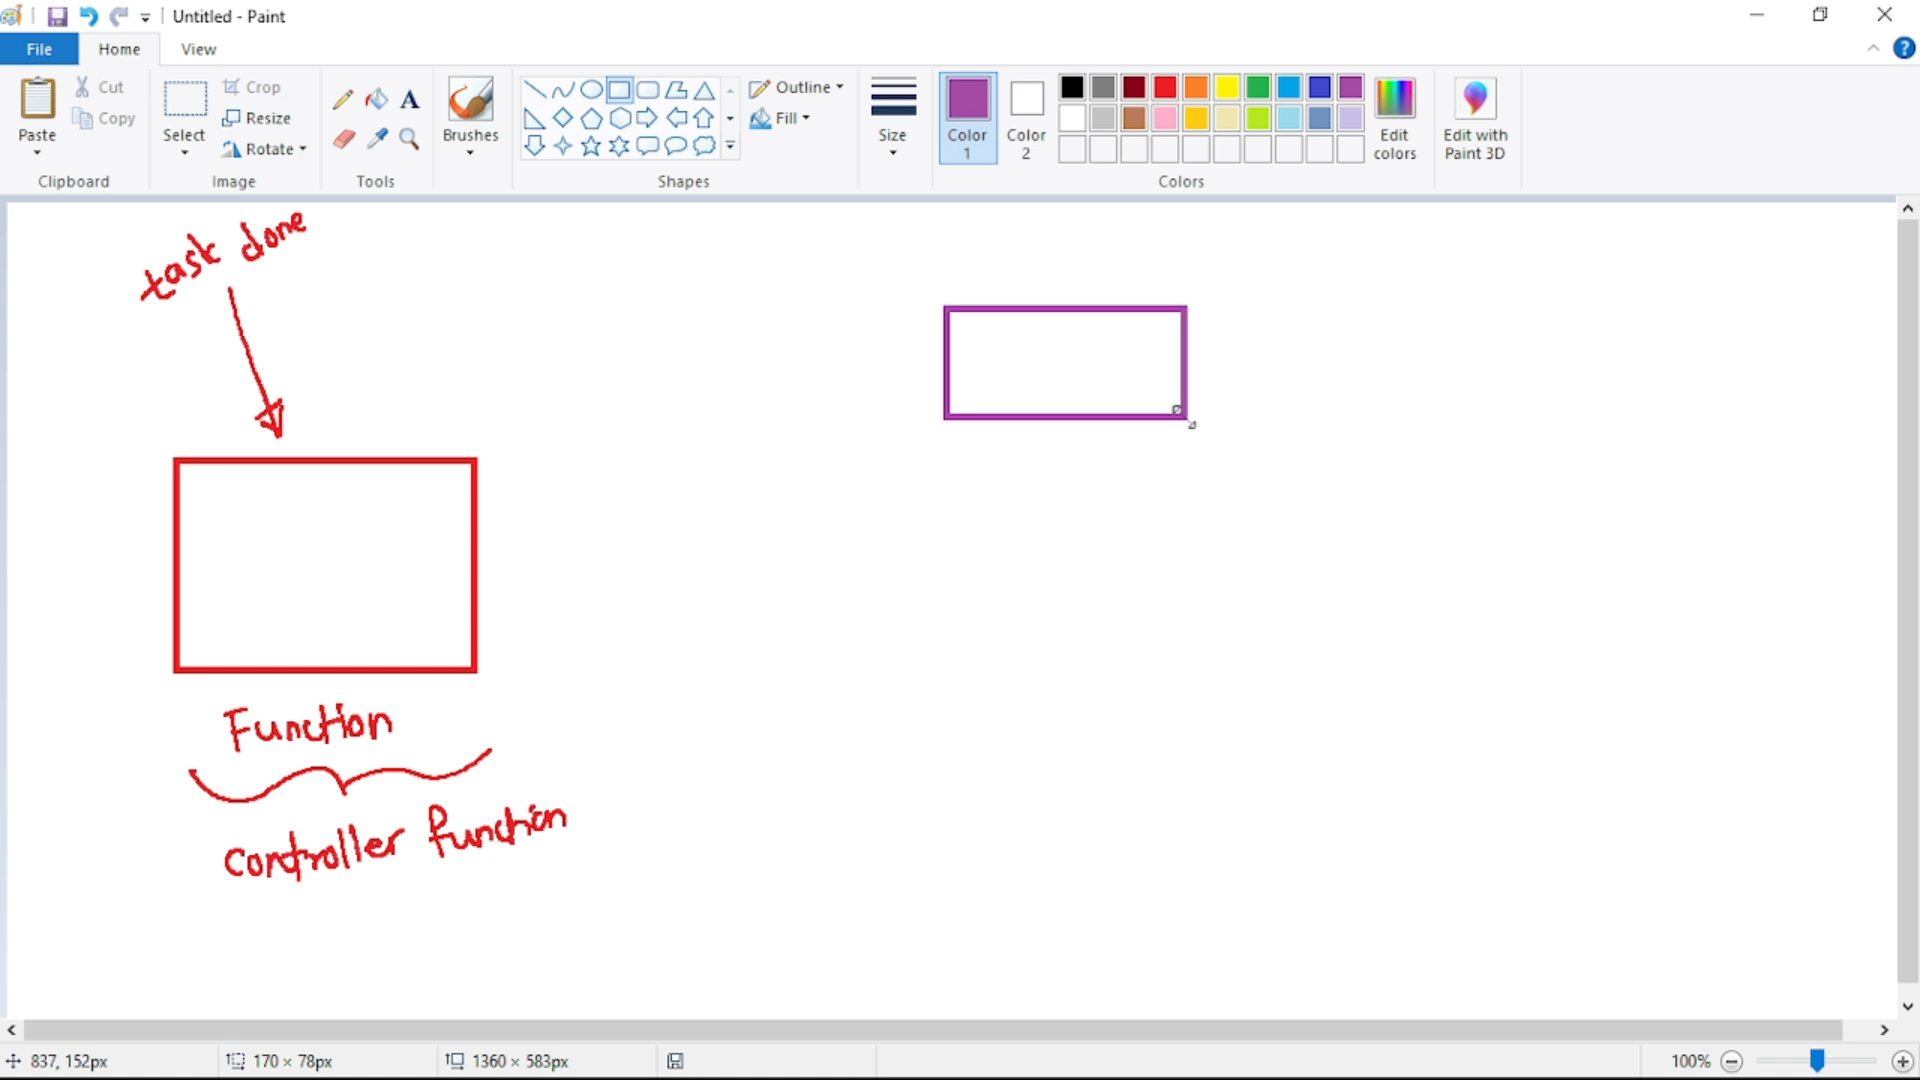 Untitled - Paint
File Home View
Paste
Cut
Copy
Clipboard
Select
Crop
Resize
Rotate
Image
A
Tools
Brushes
Shapes
Outline
Fill
Size
Color 1
Color 2
Edit colors
Colors
Edit with Paint 3D
?
task done
Function
controller function
837, 152px
170 × 78px
1360 × 583px
100%